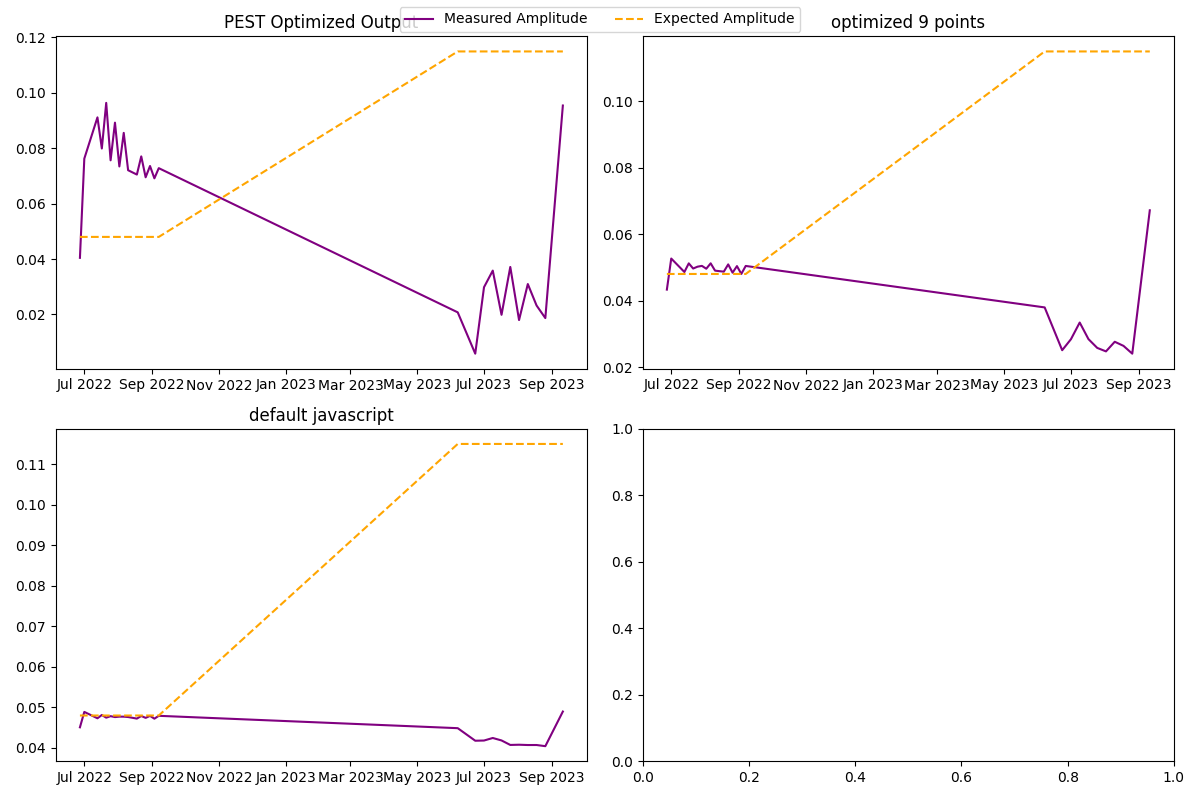 PEST Optimized Output
Measured Amplitude
Expected Amplitude
optimized 9 points
0.12
0.10
0.08
0.06
0.04
0.02
Jul 2022 Sep 2022 Nov 2022 Jan 2023 Mar 2023 May 2023 Jul 2023 Sep 2023
0.10
0.08
0.06
0.04
0.02
Jul 2022 Sep 2022 Nov 2022 Jan 2023 Mar 2023 May 2023 Jul 2023 Sep 2023
default javascript
0.11
0.10
0.09
0.08
0.07
0.06
0.05
0.04
Jul 2022 Sep 2022 Nov 2022 Jan 2023 Mar 2023 May 2023 Jul 2023 Sep 2023
1.0
0.8
0.6
0.4
0.2
0.0
0.0 0.2 0.4 0.6 0.8 1.0